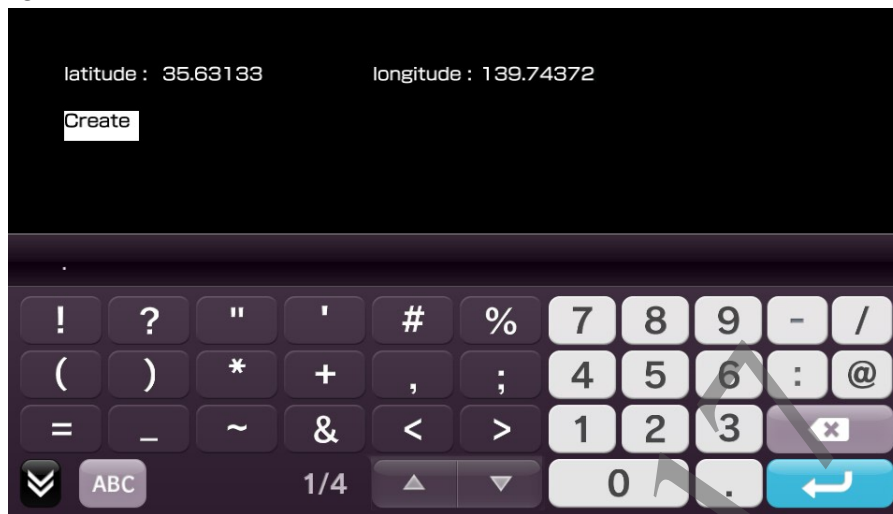 latitude : 35.63133 longitude : 139.74372
Create
.
! ? " ' # % 7 8 9 - /
( ) * + , ; 4 5 6 : @
= _ ~ & < > 1 2 3
ABC 1/4 0 .